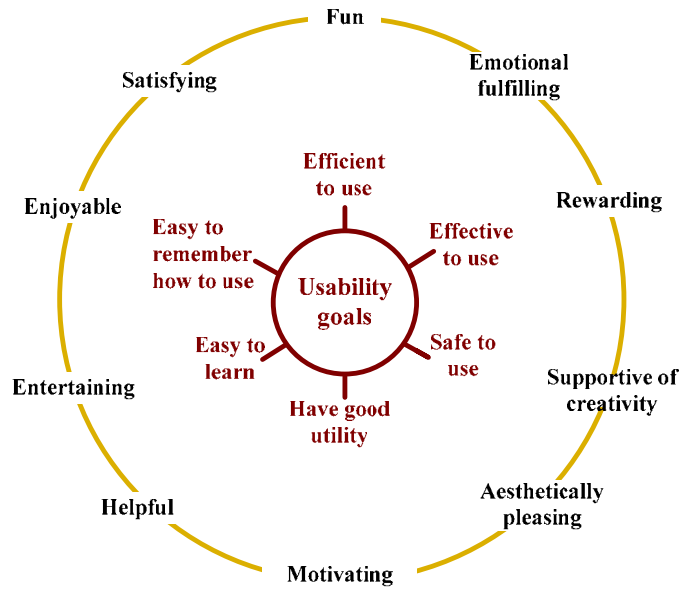 Fun
Emotional
fulfilling
Satisfying
Rewarding
Enjoyable
Supportive of
creativity
Entertaining
Aesthetically
pleasing
Helpful
Motivating
Efficient
to use
Effective
to use
Easy to
remember
how to use
Usability
goals
Safe to
use
Easy to
learn
Have good
utility